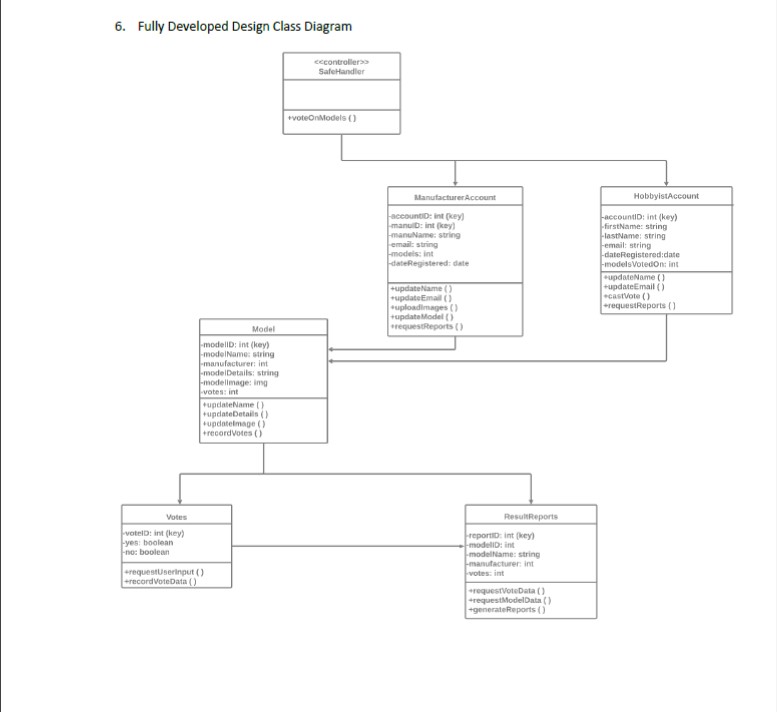 6. Fully Developed Design Class Diagram
<<controller>>
SafeHandler
+voteOnModels ( )
ManufacturerAccount
-accountID: int (key)
-manuID: int (key)
-manuName: string
-email: string
-models: int
-dateRegistered: date
+updateName ( )
+updateEmail ( )
+uploadImages ( )
+updateModel ( )
+requestReports ( )
HobbyistAccount
-accountID: int (key)
-firstName: string
-lastName: string
-email: string
-dateRegistered:date
-modelsVotedOn: int
+updateName ( )
+updateEmail ( )
+castVote ( )
+requestReports ( )
Model
-modelID: int (key)
-modelName: string
-manufacturer: int
-modelDetails: string
-modelImage: img
-votes: int
+updateName ( )
+updateDetails ( )
+updateImage ( )
+recordVotes ( )
Votes
-voteID: int (key)
-yes: boolean
-no: boolean
+requestUserInput ( )
+recordVoteData ( )
ResultReports
-reportID: int (key)
-modelID: int
-modelName: string
-manufacturer: int
-votes: int
+requestVoteData ( )
+requestModelData ( )
+generateReports ( )